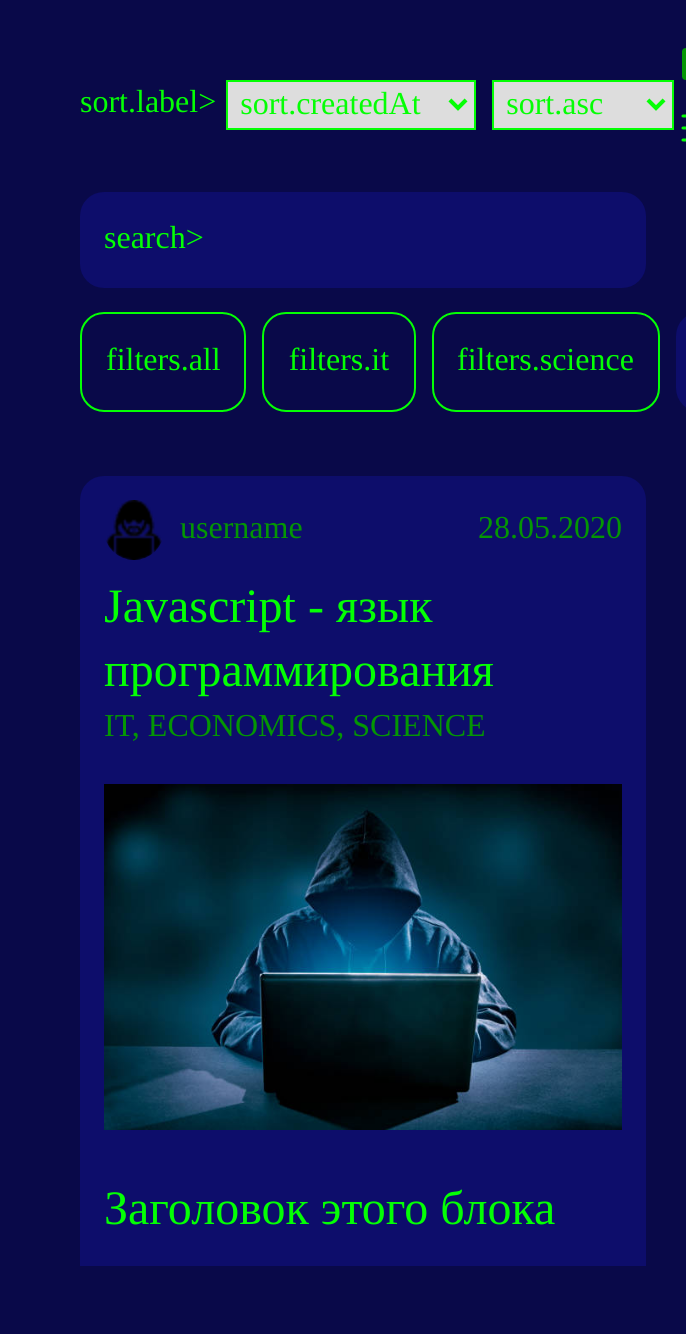 sort.label> sort.createdAt sort.asc
search>
filters.all filters.it filters.science
username 28.05.2020
Javascript - язык
программирования
IT, ECONOMICS, SCIENCE
Заголовок этого блока